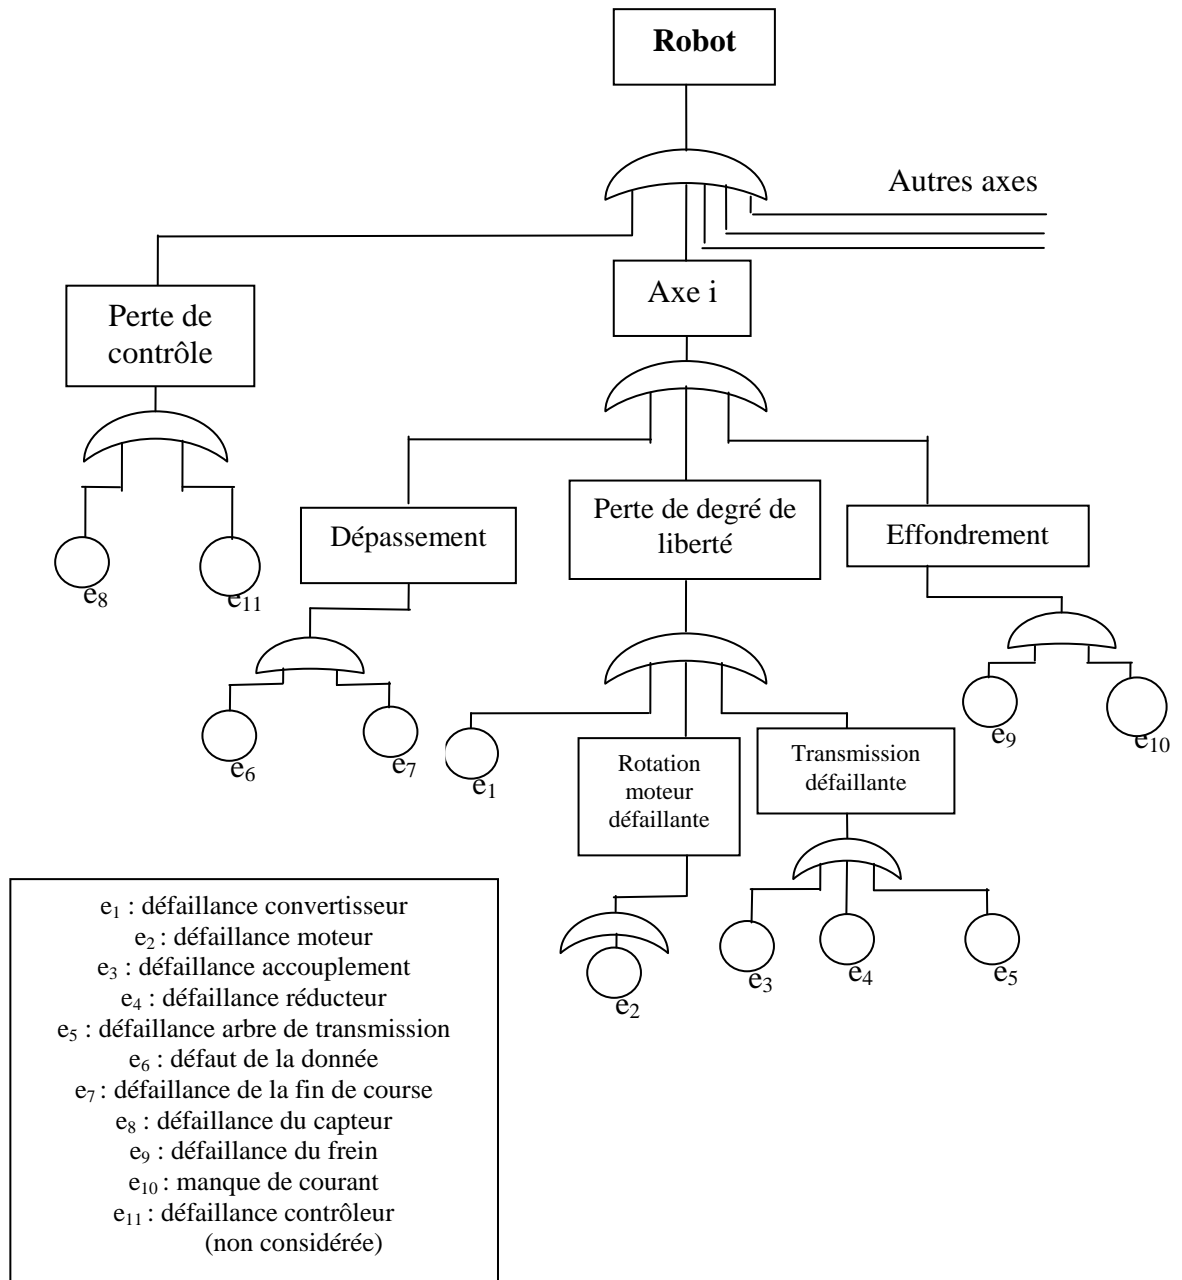 Robot
Autres axes
Axe i
Perte de
contrôle
Dépassement
Perte de degré de
liberté
Effondrement
e8
e11
e6
e7
e1
Rotation
moteur
défaillante
Transmission
défaillante
e9
e10
e2
e3
e4
e5
e1 : défaillance convertisseur
e2 : défaillance moteur
e3 : défaillance accouplement
e4 : défaillance réducteur
e5 : défaillance arbre de transmission
e6 : défaut de la donnée
e7 : défaillance de la fin de course
e8 : défaillance du capteur
e9 : défaillance du frein
e10 : manque de courant
e11 : défaillance contrôleur
(non considérée)